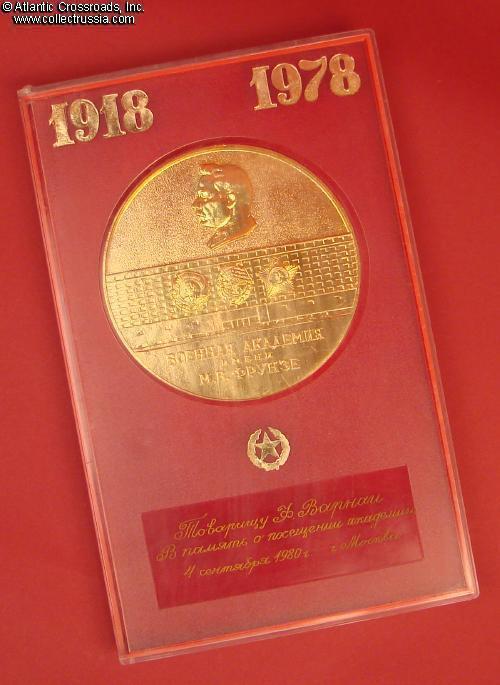 © Atlantic Crossroads, Inc.
www.collectrussia.com
1918 1978
ВОЕННАЯ АКАДЕМИЯ
ИМЕНИ
М.В. ФРУНЗЕ
Товарищу Э Варнаи
В память о посещении академии
4 сентября 1980 г г Москва